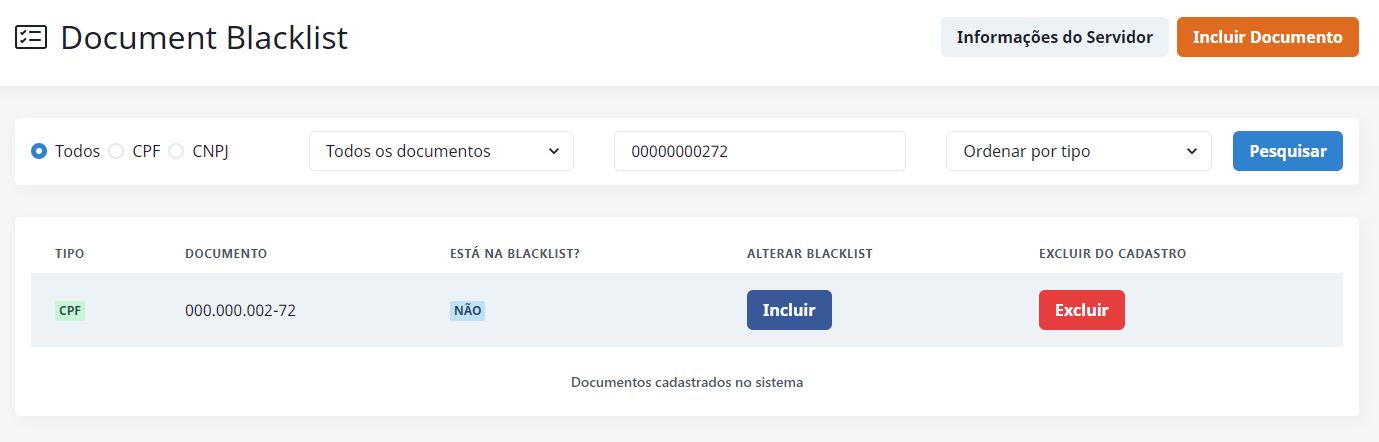 Document Blacklist
Informações do Servidor
Incluir Documento
Todos
CPF
CNPJ
Todos os documentos
00000000272
Ordenar por tipo
Pesquisar
TIPO
DOCUMENTO
ESTÁ NA BLACKLIST?
ALTERAR BLACKLIST
EXCLUIR DO CADASTRO
CPF
000.000.002-72
NÃO
Incluir
Excluir
Documentos cadastrados no sistema